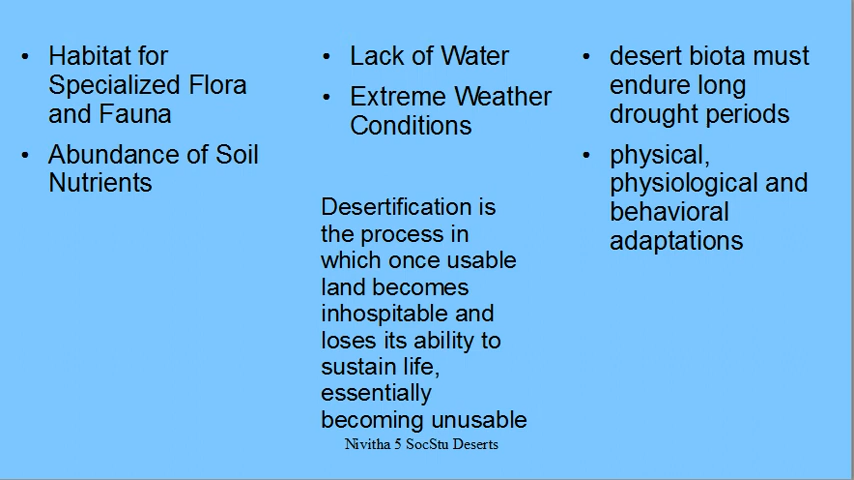 • Habitat for
Specialized Flora
and Fauna
• Abundance of Soil
Nutrients
• Lack of Water
• Extreme Weather
Conditions
Desertification is
the process in
which once usable
land becomes
inhospitable and
loses its ability to
sustain life,
essentially
becoming unusable
• desert biota must
endure long
drought periods
• physical,
physiological and
behavioral
adaptations
Nivitha 5 SocStu Deserts